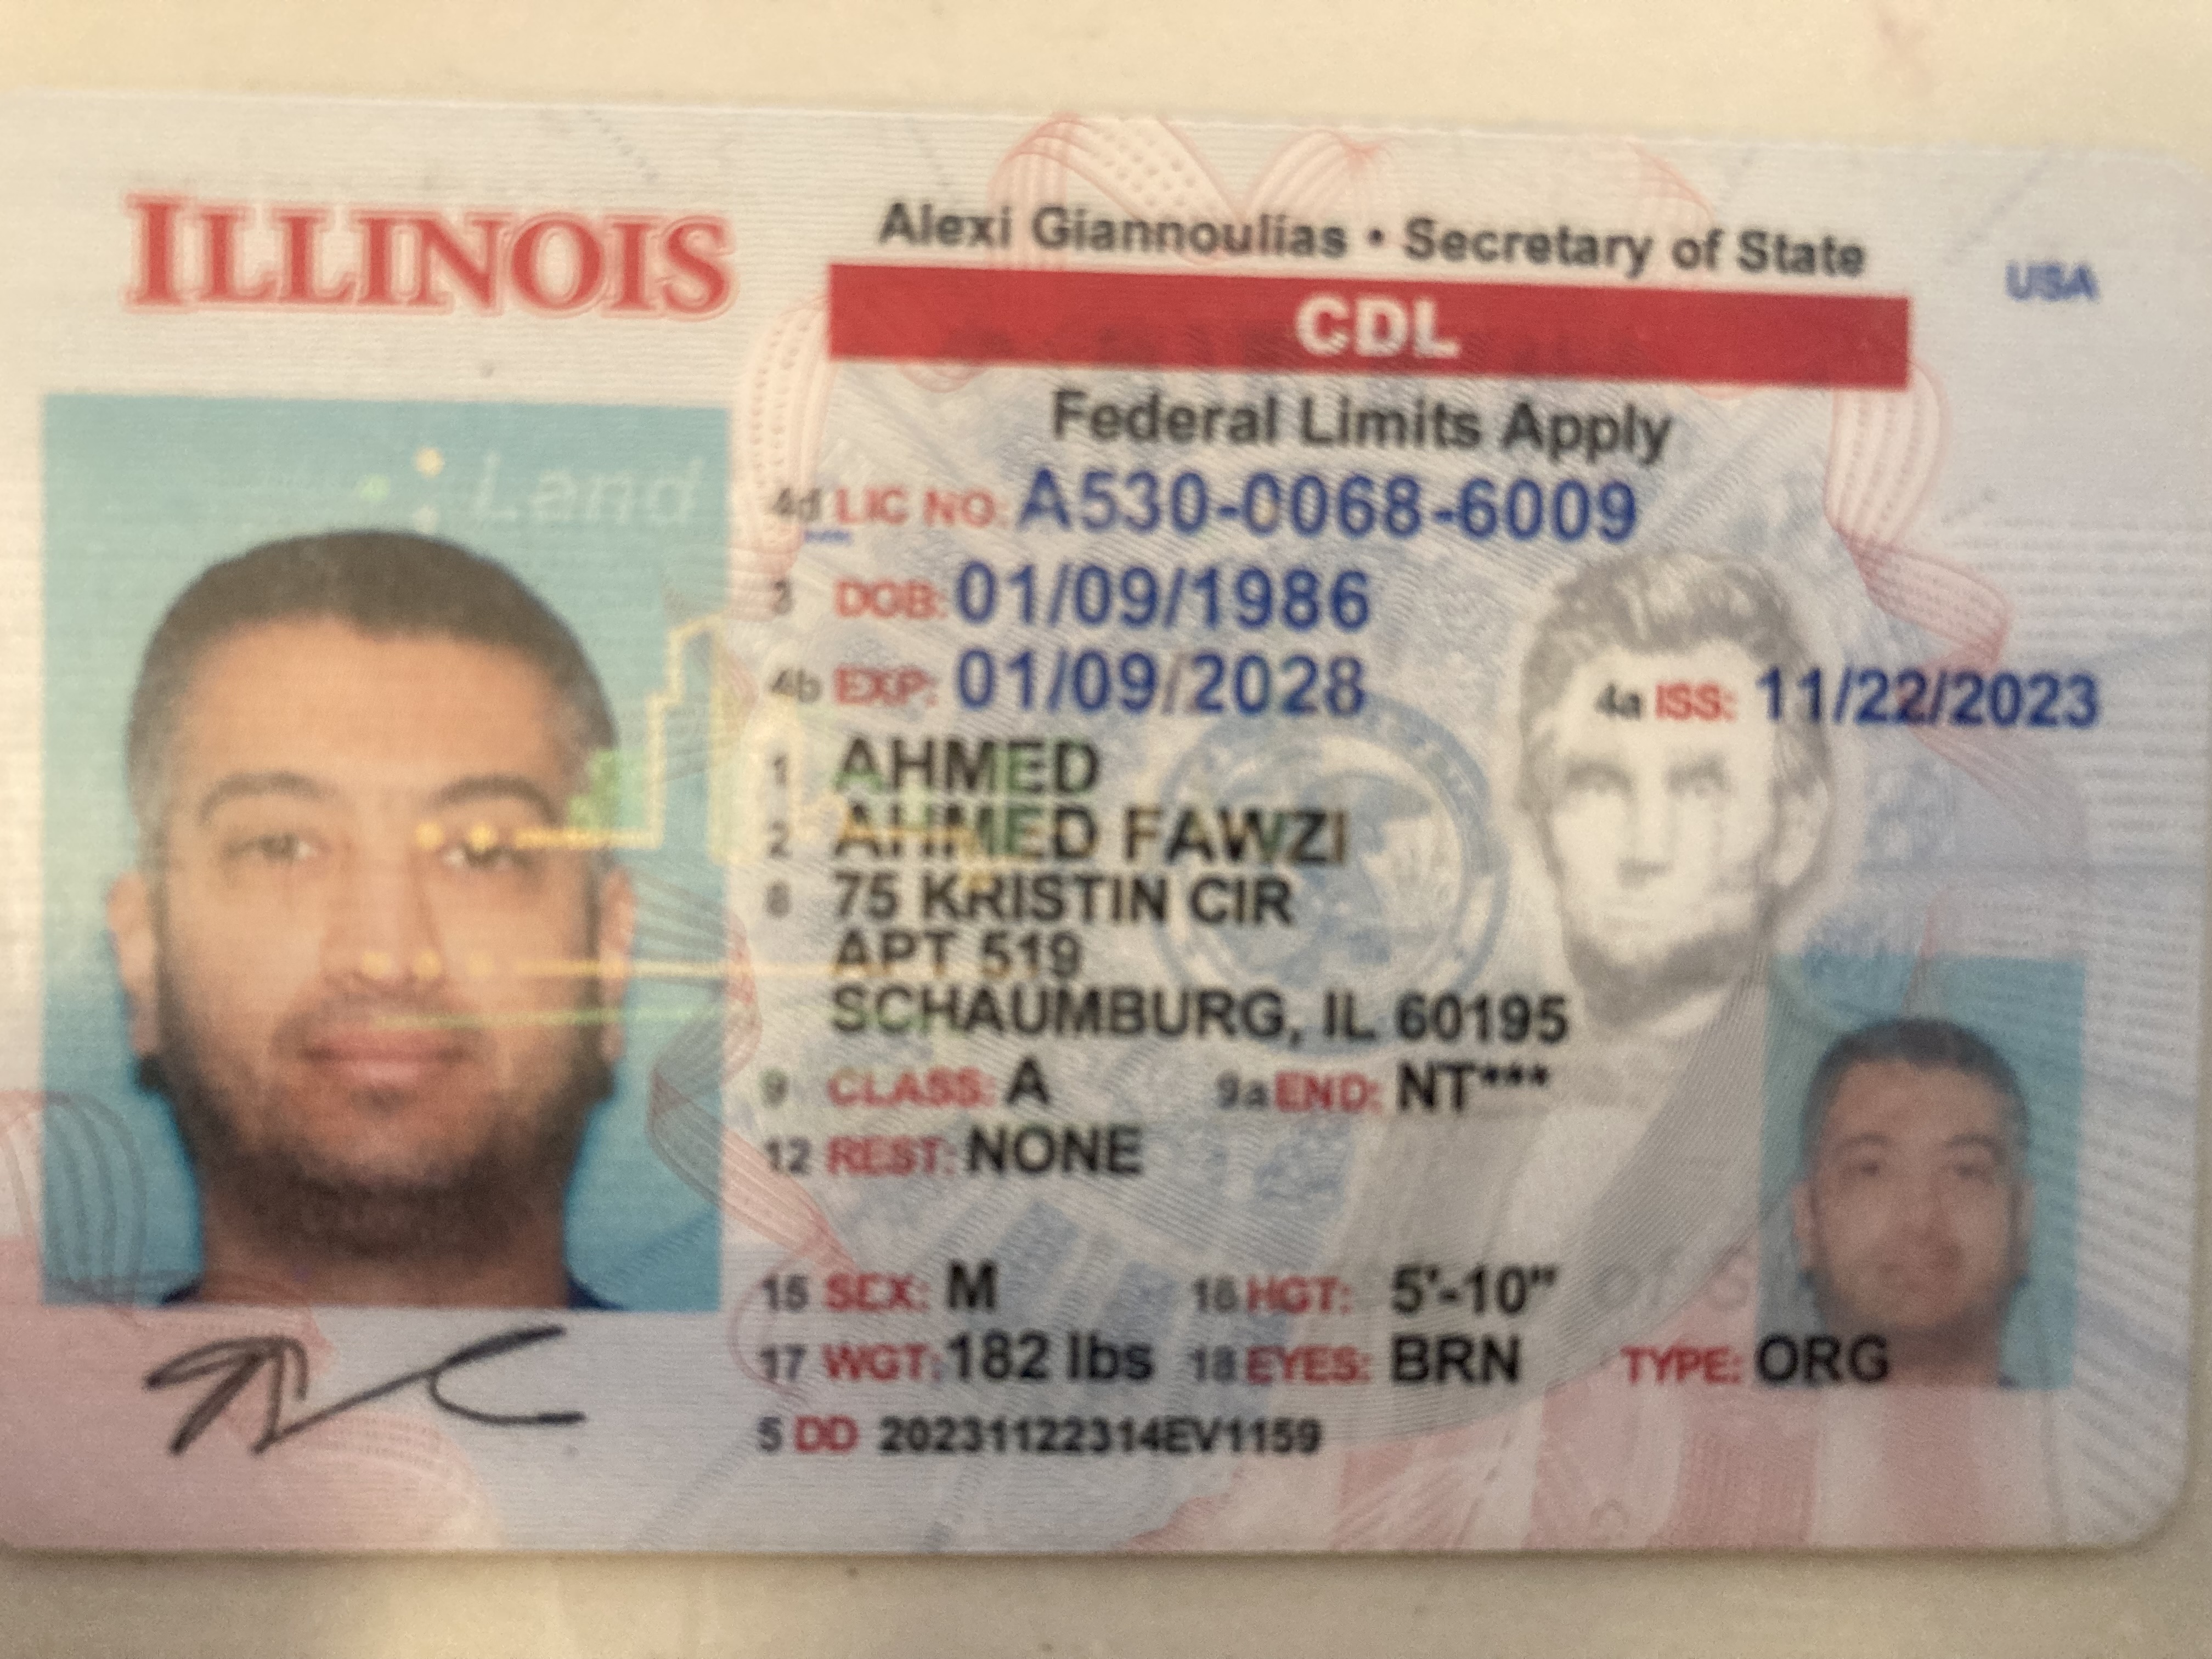 ILLINOIS
Alexi Giannoulias • Secretary of State
USA
CDL
Federal Limits Apply
4d LIC NO: A530-0068-6009
3 DOB: 01/09/1986
4b EXP: 01/09/2028
4a ISS: 11/22/2023
1 AHMED
2 AHMED FAWZI
8 75 KRISTIN CIR
APT 519
SCHAUMBURG, IL 60195
9 CLASS: A
9a END: NT***
12 REST: NONE
15 SEX: M
16 HGT: 5'-10"
17 WGT: 182 lbs
18 EYES: BRN
TYPE: ORG
5 DD 20231122314EV1159
Land